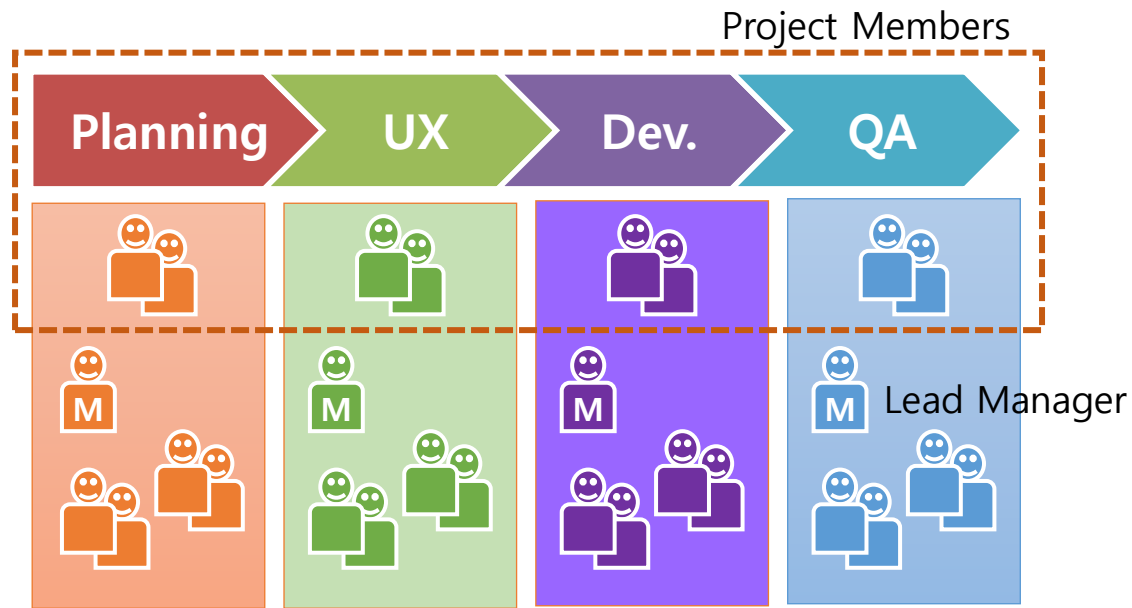 Project Members
Planning
UX
Dev.
QA
M
M
M
M
Lead Manager